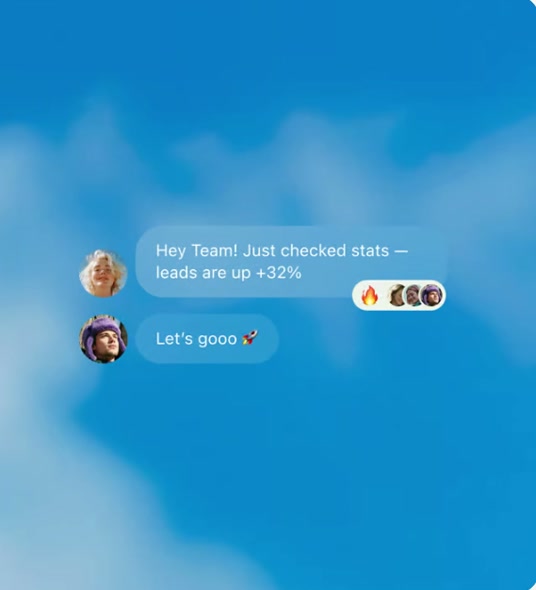 Hey Team! Just checked stats —
leads are up +32%
🔥
Let's gooo 🚀